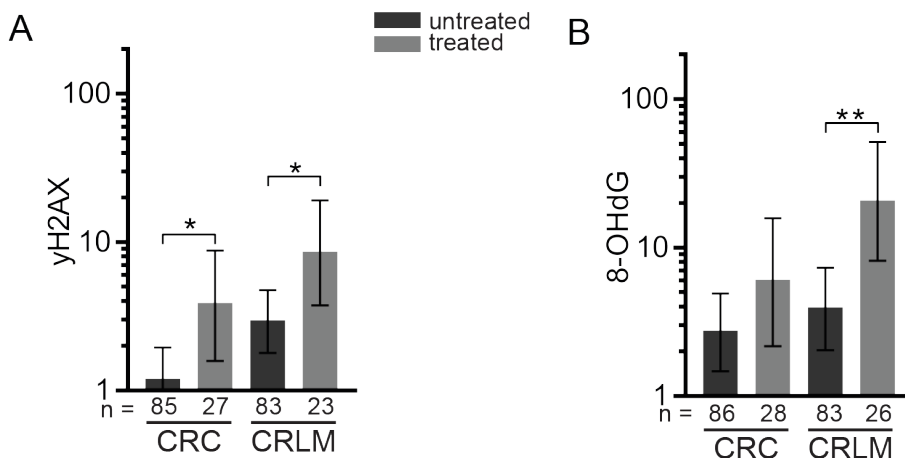 A
untreated
treated
B
100
10
1
yH2AX
*
*
n = 85 27 83 23
CRC CRLM
100
10
1
8-OHdG
**
86 28 83 26
CRC CRLM